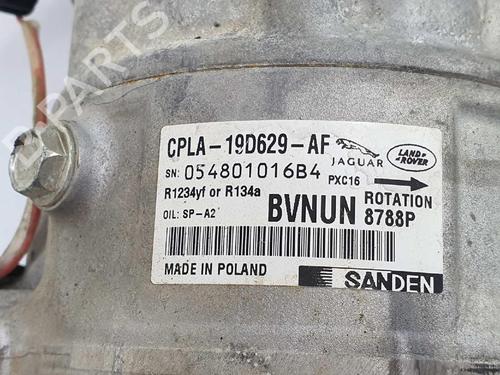 CPLA-19D629-AF
JAGUAR
LAND ROVER
SN: 054801016B4
PXC16
R1234yf or R134a
OIL: SP-A2
BVNUN
ROTATION
8788P
MADE IN POLAND
SANDEN